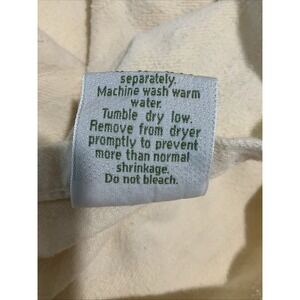 separately.
Machine wash warm
water.
Tumble dry low.
Remove from dryer
promptly to prevent
more than normal
shrinkage.
Do not bleach.